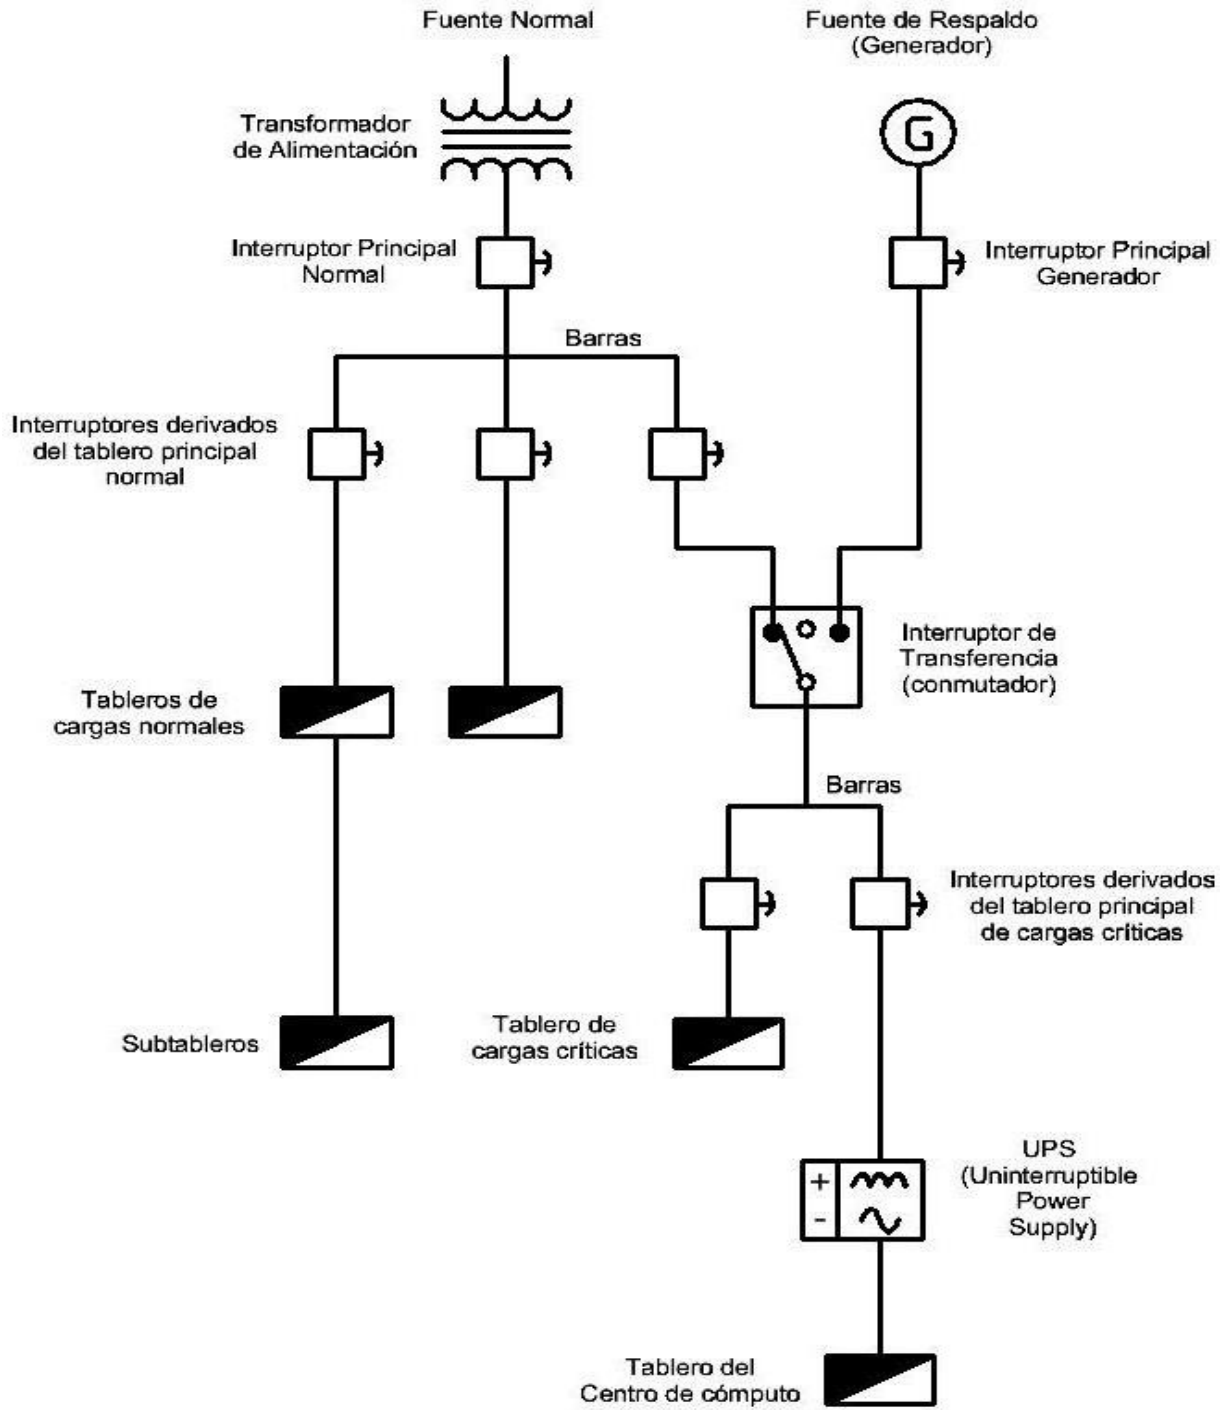 Fuente Normal
Fuente de Respaldo
(Generador)
Transformador
de Alimentación
G
Interruptor Principal
Normal
Interruptor Principal
Generador
Barras
Interruptores derivados
del tablero principal
normal
Interruptor de
Transferencia
(conmutador)
Tableros de
cargas normales
Barras
Interruptores derivados
del tablero principal
de cargas críticas
Subtableros
Tablero de
cargas críticas
UPS
(Uninterruptible
Power
Supply)
+
-
Tablero del
Centro de cómputo